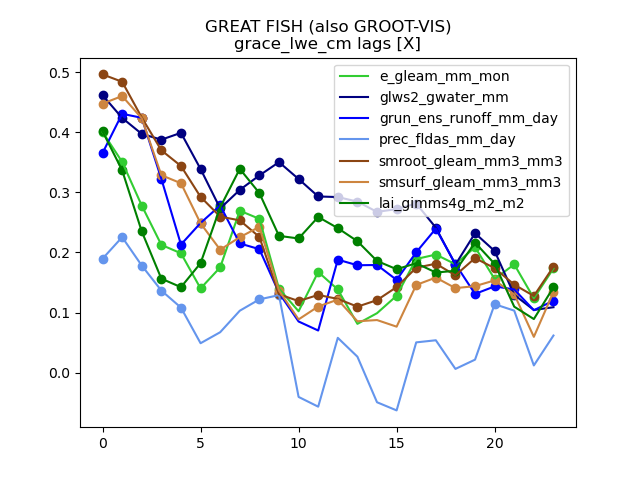 GREAT FISH (also GROOT-VIS)
grace_lwe_cm lags [X]
e_gleam_mm_mon
glws2_gwater_mm
grun_ens_runoff_mm_day
prec_fldas_mm_day
smroot_gleam_mm3_mm3
smsurf_gleam_mm3_mm3
lai_gimms4g_m2_m2
0.5
0.4
0.3
0.2
0.1
0.0
0 5 10 15 20